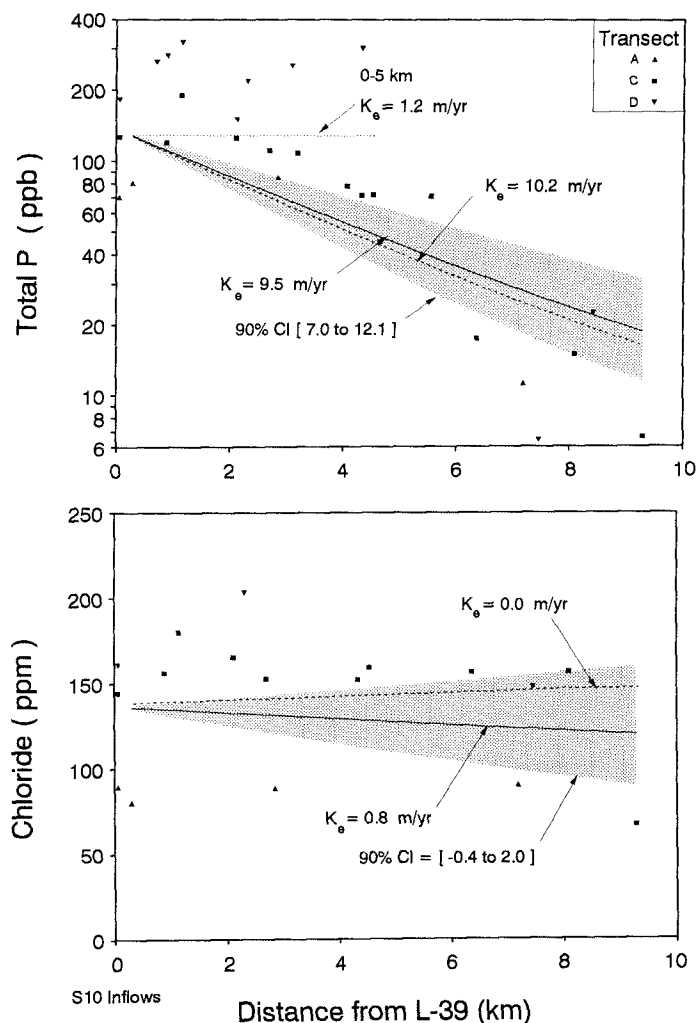 Total P ( ppb )
400
200
100
80
60
40
20
10
8
6
0
2
4
6
8
10
Transect
A
C
D
0-5 km
Ke = 1.2 m/yr
Ke = 10.2 m/yr
Ke = 9.5 m/yr
90% CI [ 7.0 to 12.1 ]
Chloride ( ppm )
250
200
150
100
50
0
0
2
4
6
8
10
Ke = 0.0 m/yr
Ke = 0.8 m/yr
90% CI = [ -0.4 to 2.0 ]
S10 Inflows
Distance from L-39 (km)